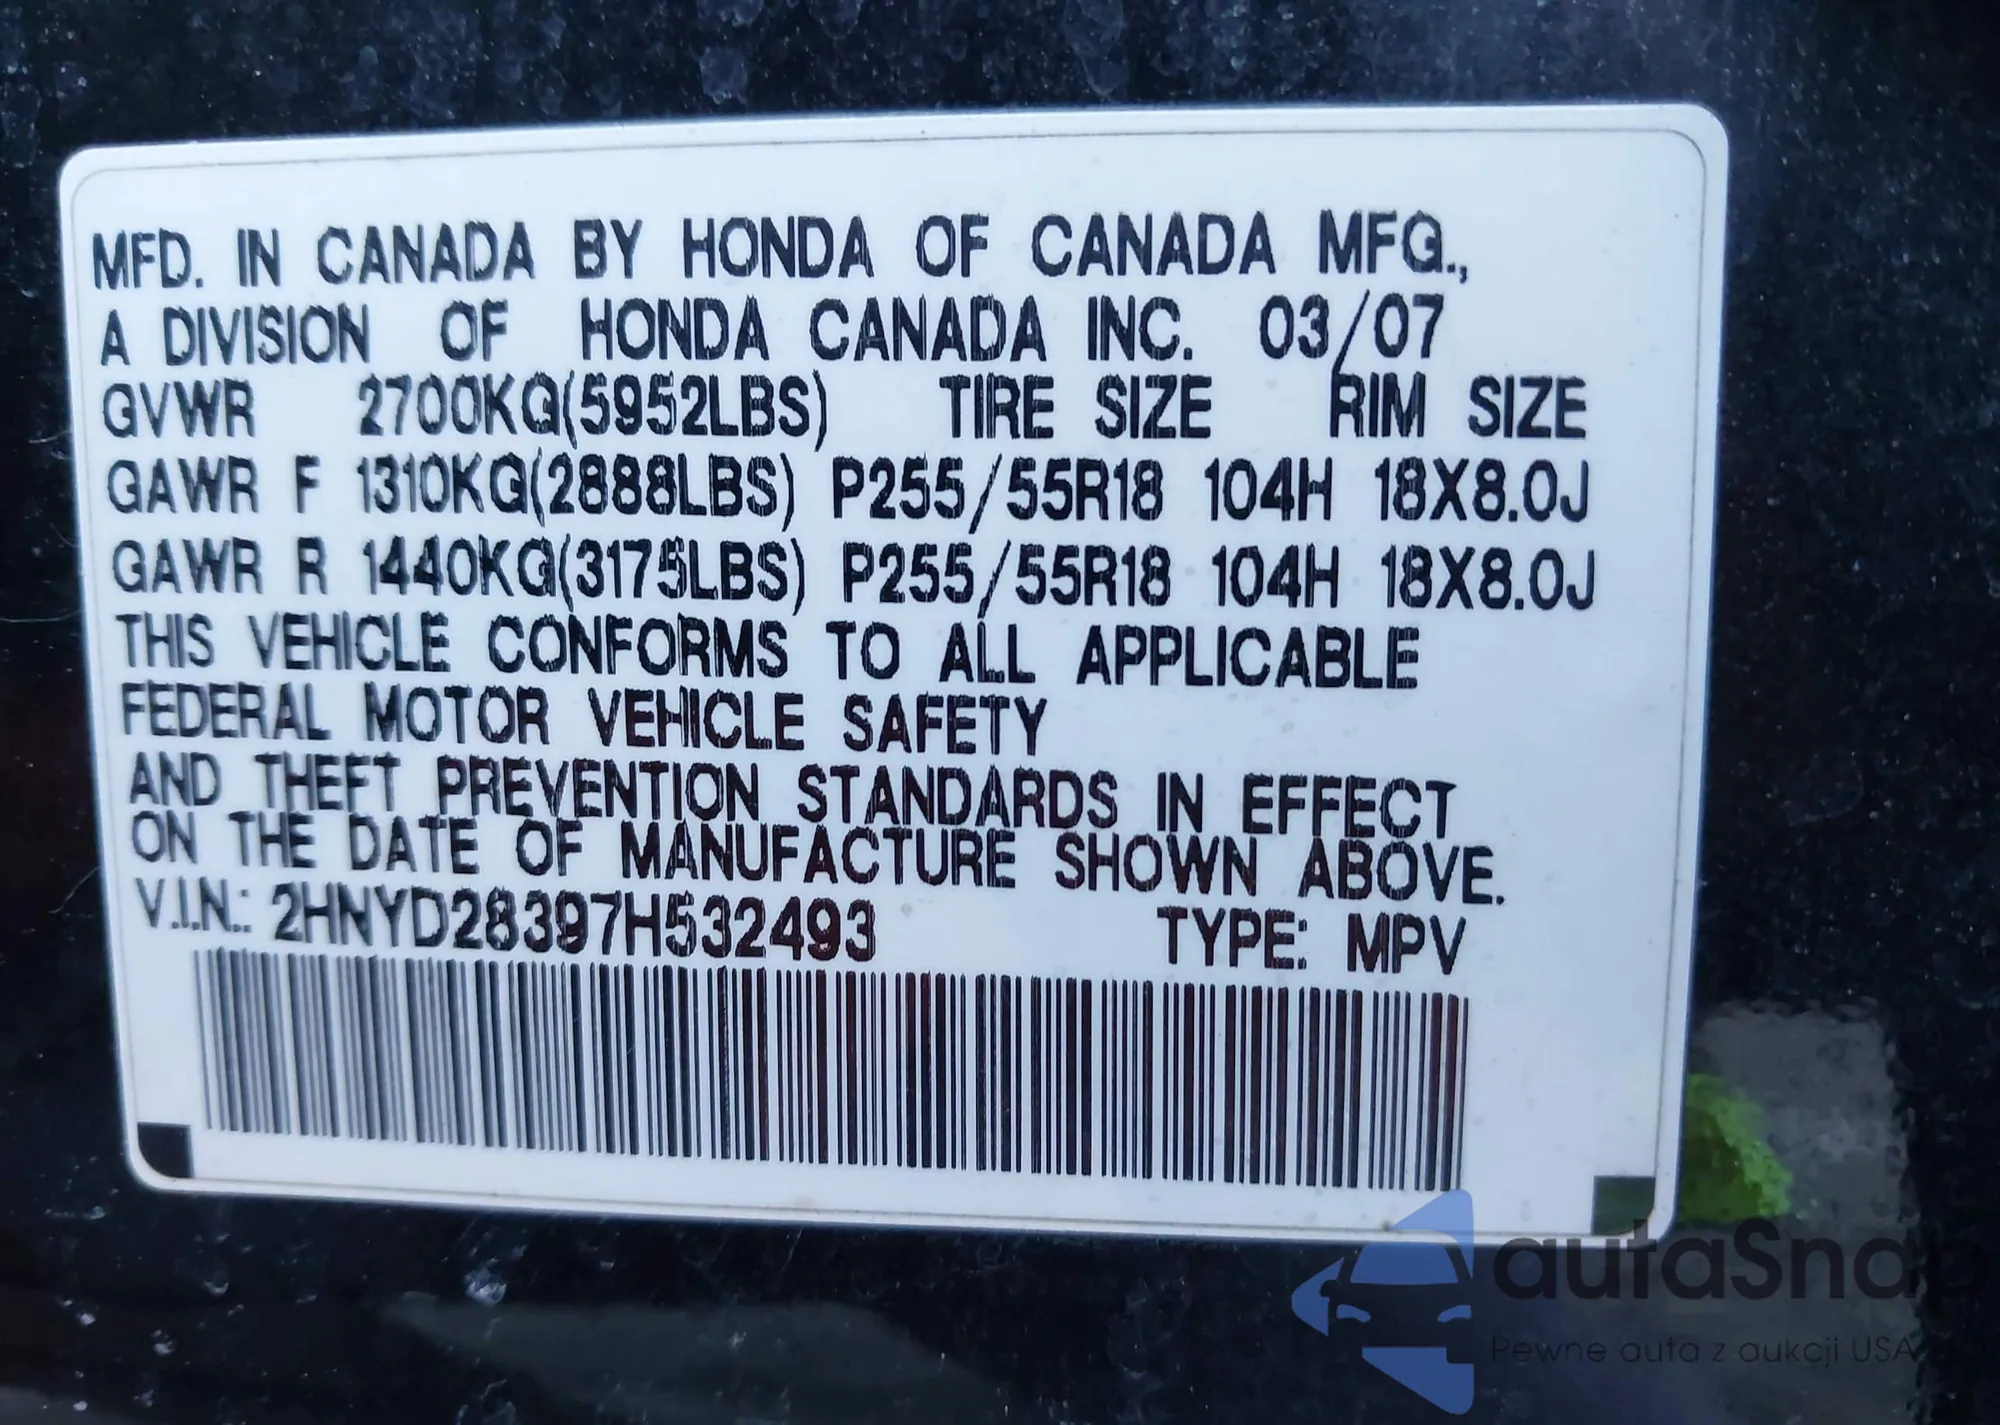 MFD. IN CANADA BY HONDA OF CANADA MFG.,
A DIVISION OF HONDA CANADA INC. 03/07
GVWR 2700KG(5952LBS) TIRE SIZE RIM SIZE
GAWR F 1310KG(2888LBS) P255/55R18 104H 18X8.0J
GAWR R 1440KG(3175LBS) P255/55R18 104H 18X8.0J
THIS VEHICLE CONFORMS TO ALL APPLICABLE
FEDERAL MOTOR VEHICLE SAFETY
AND THEFT PREVENTION STANDARDS IN EFFECT
ON THE DATE OF MANUFACTURE SHOWN ABOVE.
V.I.N.: 2HNYD28397H532493 TYPE: MPV
autaSnap
Pewne auta z aukcji USA